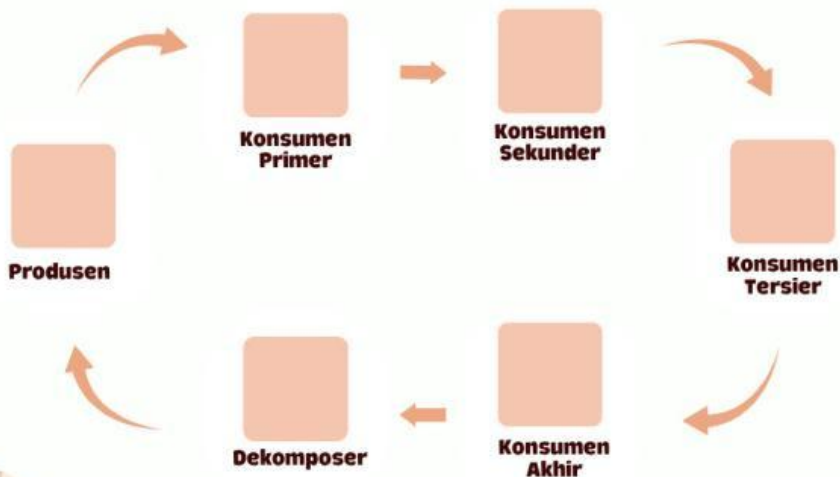 Konsumen
Primer
Konsumen
Sekunder
Produsen
Konsumen
Tersier
Dekomposer
Konsumen
Akhir